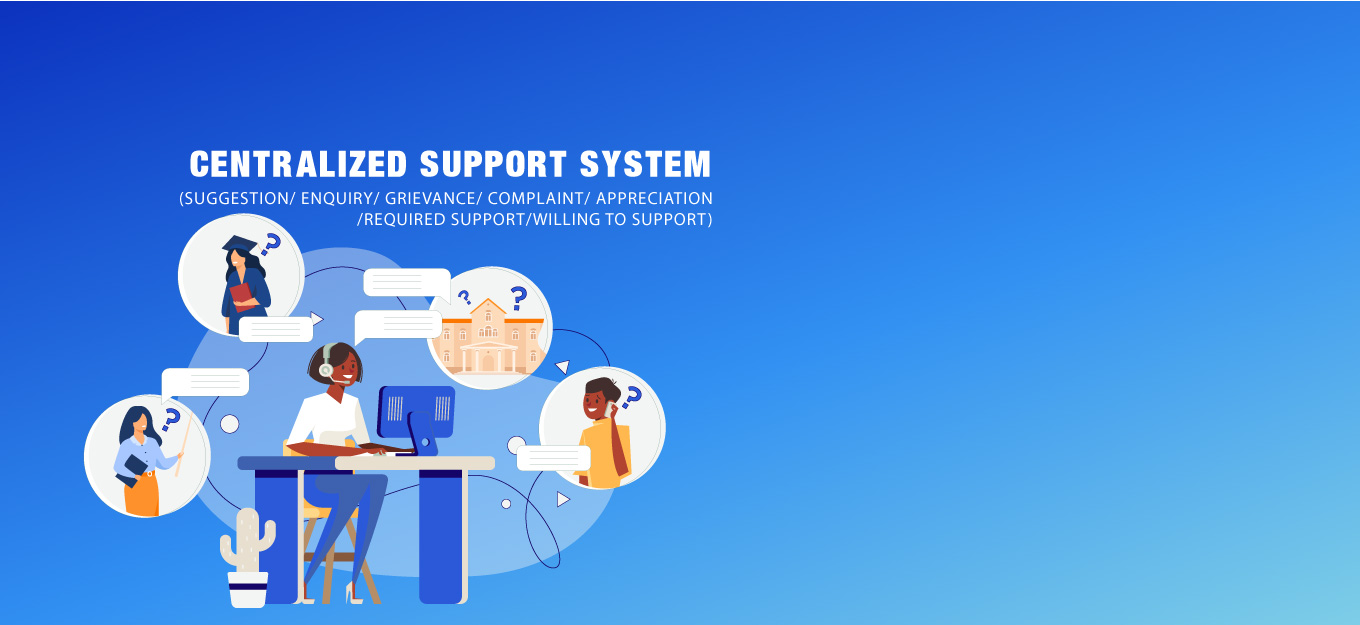 CENTRALIZED SUPPORT SYSTEM
(SUGGESTION/ ENQUIRY/ GRIEVANCE/ COMPLAINT/ APPRECIATION
/REQUIRED SUPPORT/WILLING TO SUPPORT)
?
? ?
?
?